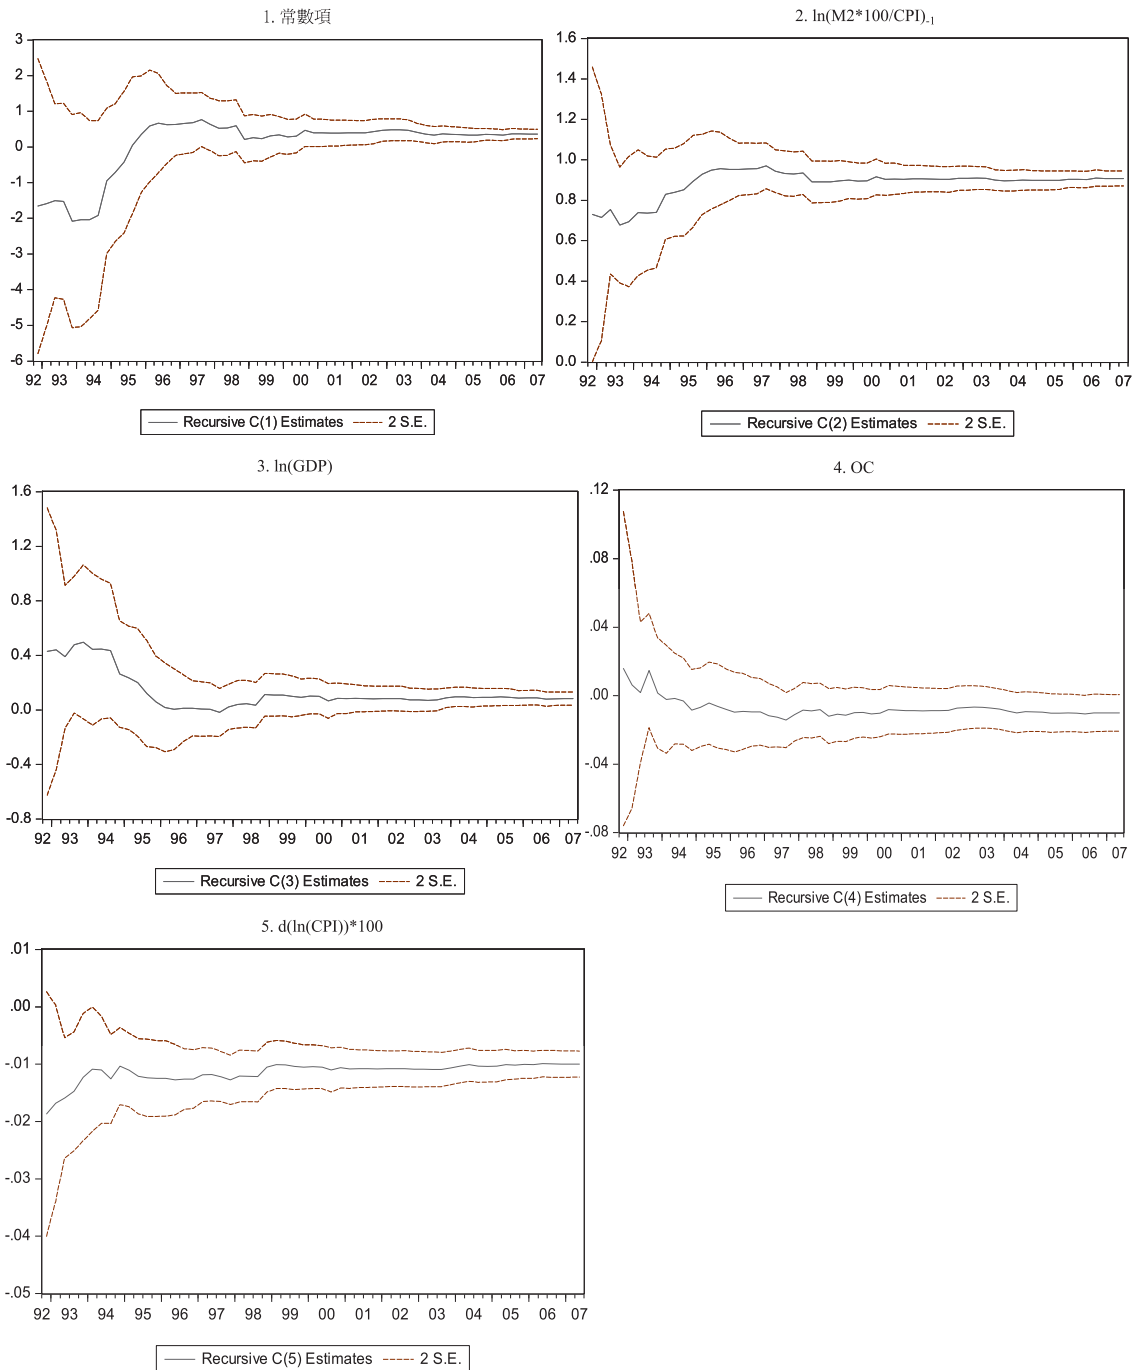 1. 常數項
3
2
1
0
-1
-2
-3
-4
-5
-6
92 93 94 95 96 97 98 99 00 01 02 03 04 05 06 07
Recursive C(1) Estimates 2 S.E.
2. ln(M2*100/CPI)-1
1.6
1.4
1.2
1.0
0.8
0.6
0.4
0.2
0.0
92 93 94 95 96 97 98 99 00 01 02 03 04 05 06 07
Recursive C(2) Estimates 2 S.E.
3. ln(GDP)
1.6
1.2
0.8
0.4
0.0
-0.4
-0.8
92 93 94 95 96 97 98 99 00 01 02 03 04 05 06 07
Recursive C(3) Estimates 2 S.E.
4. OC
.12
.08
.04
.00
-.04
-.08
92 93 94 95 96 97 98 99 00 01 02 03 04 05 06 07
Recursive C(4) Estimates 2 S.E.
5. d(ln(CPI))*100
.01
.00
-.01
-.02
-.03
-.04
-.05
92 93 94 95 96 97 98 99 00 01 02 03 04 05 06 07
Recursive C(5) Estimates 2 S.E.